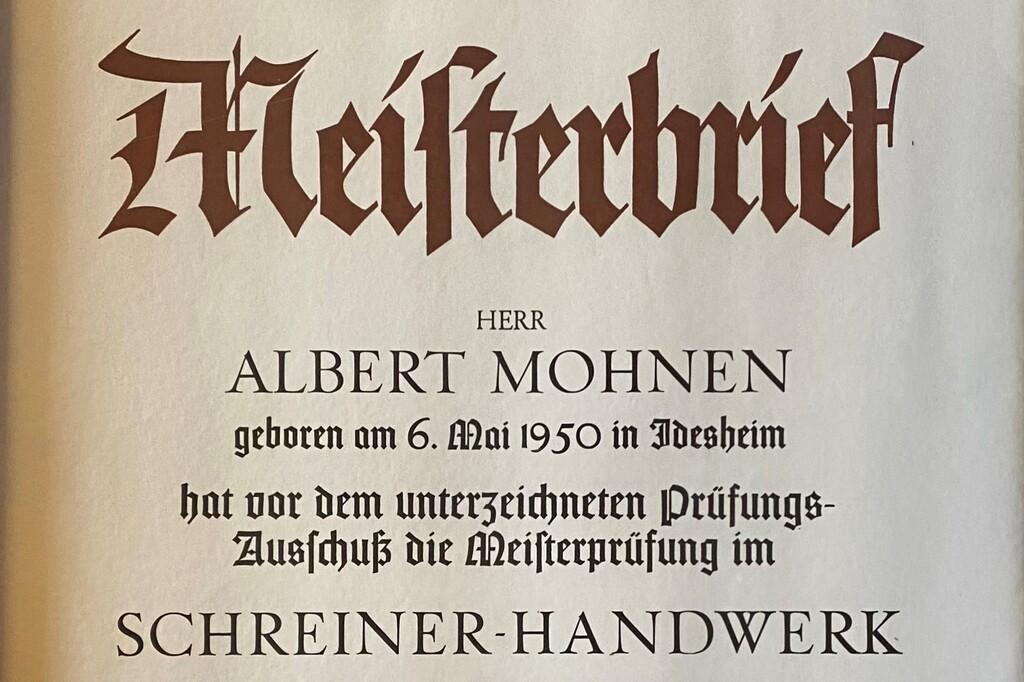 Meiſterbrief
HERR
ALBERT MOHNEN
geboren am 6. Mai 1950 in Idesheim
hat vor dem unterzeichneten Prüfungs-
Ausſchuß die Meiſterprüfung im
SCHREINER-HANDWERK